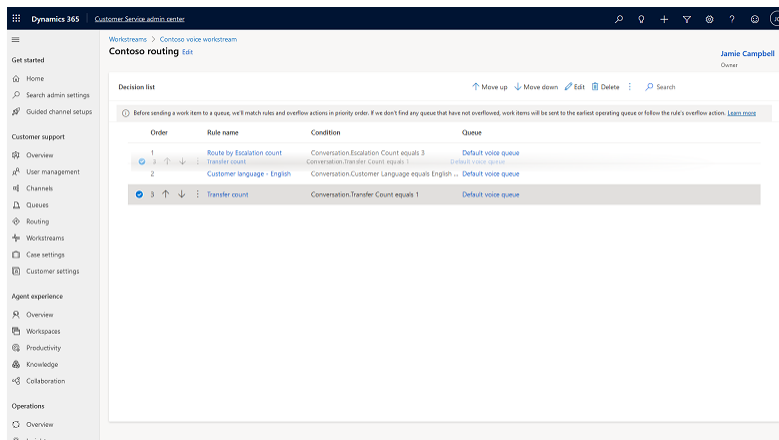 Dynamics 365 Customer Service admin center
Workstreams > Contoso voice workstream
Contoso routing Edit
Jamie Campbell
Owner
Get started
Home
Search admin settings
Guided channel setups
Customer support
Overview
User management
Channels
Queues
Routing
Workstreams
Case settings
Customer settings
Agent experience
Overview
Workspaces
Productivity
Knowledge
Collaboration
Operations
Overview
Decision list Move up Move down Edit Delete Search
Before sending a work item to a queue, we'll match rules and overflow actions in priority order. If we don't find any queue that have not overflowed, work items will be sent to the earliest operating queue or follow the rule's overflow action. Learn more
Order Rule name Condition Queue
1 Route by Escalation count Conversation.Escalation Count equals 3 Default voice queue
3 Transfer count Conversation.Transfer Count equals 1 Default voice queue
2 Customer language - English Conversation.Customer Language equals English ... Default voice queue
3 Transfer count Conversation.Transfer Count equals 1 Default voice queue